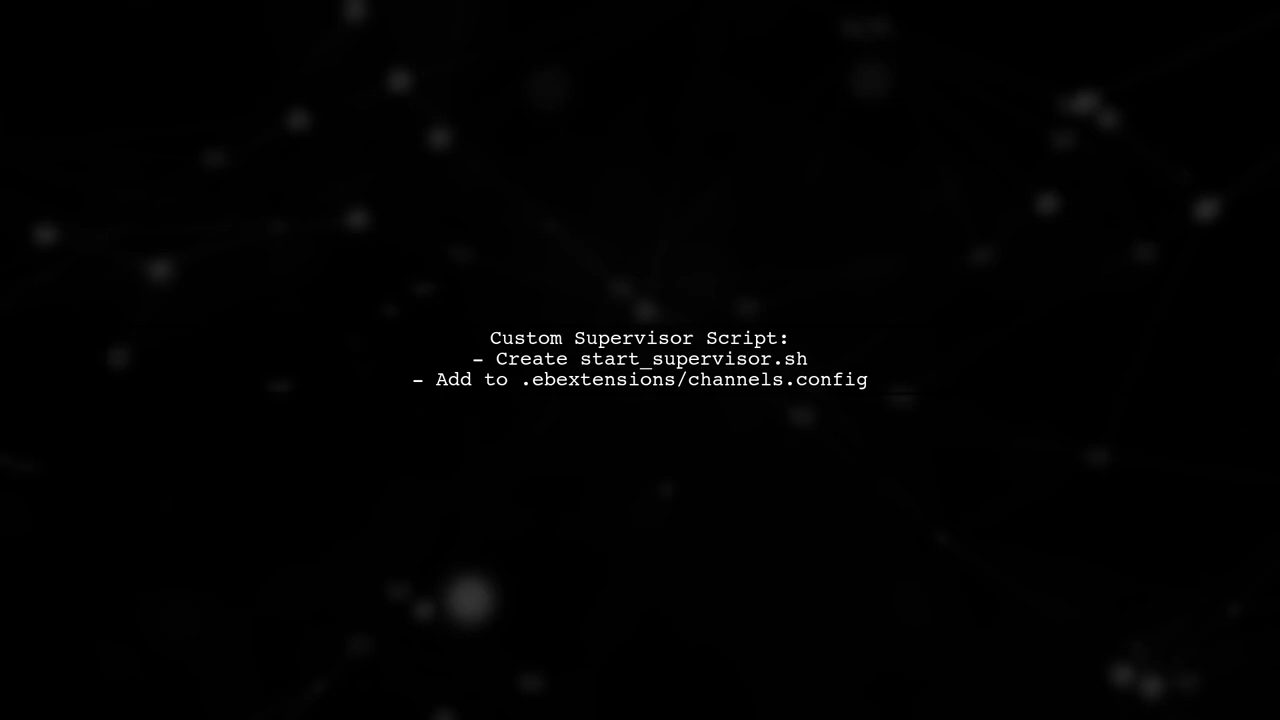 Custom Supervisor Script:
- Create start_supervisor.sh
- Add to .ebextensions/channels.config